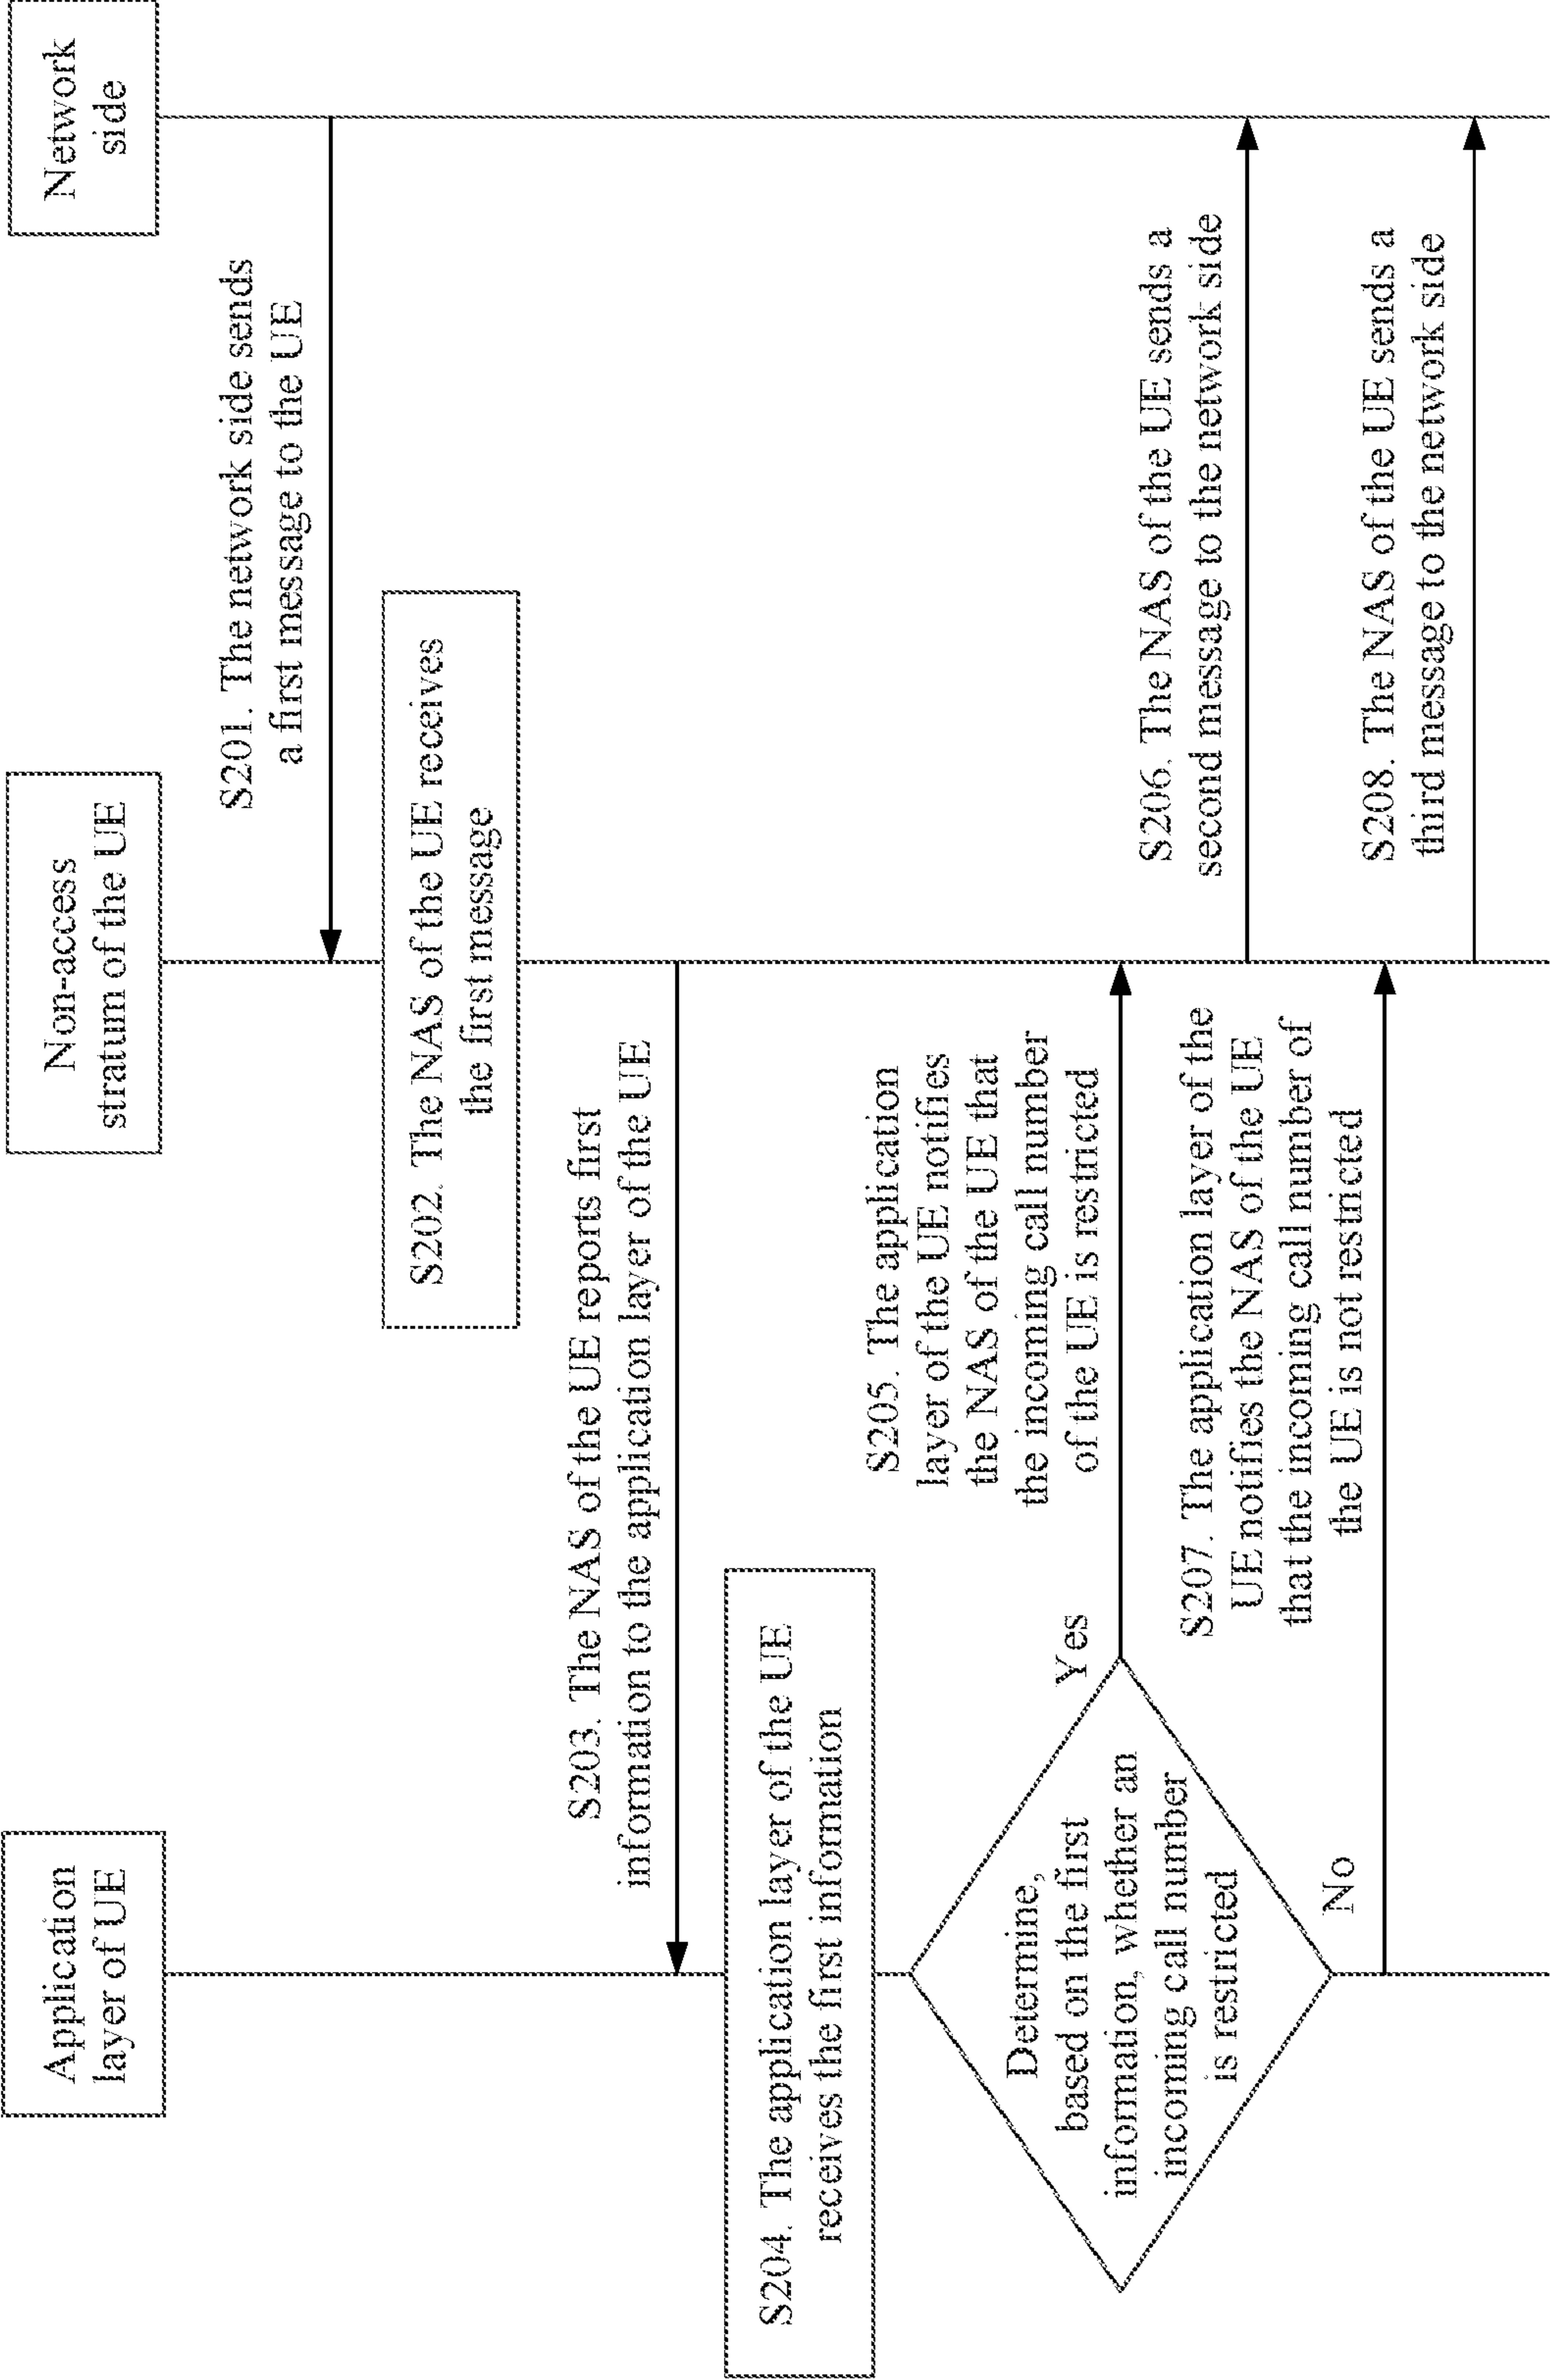 Application
layer of UE
Non-access
stratum of the UE
Network
side
S201. The network side sends
a first message to the UE
S202. The NAS of the UE receives
the first message
S203. The NAS of the UE reports first
information to the application layer of the UE
S204. The application layer of the UE
receives the first information
Determine,
based on the first
information, whether an
incoming call number
is restricted
Yes
S205. The application
layer of the UE notifies
the NAS of the UE that
the incoming call number
of the UE is restricted
S206. The NAS of the UE sends a
second message to the network side
No
S207. The application layer of the
UE notifies the NAS of the UE
that the incoming call number of
the UE is not restricted
S208. The NAS of the UE sends a
third message to the network side